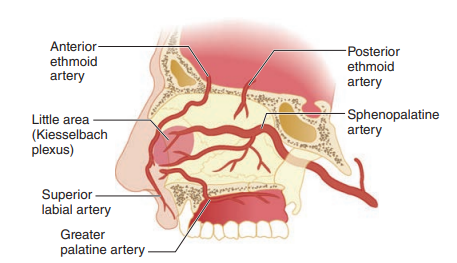 Anterior
ethmoid
artery
Posterior
ethmoid
artery
Little area
(Kiesselbach
plexus)
Sphenopalatine
artery
Superior
labial artery
Greater
palatine artery